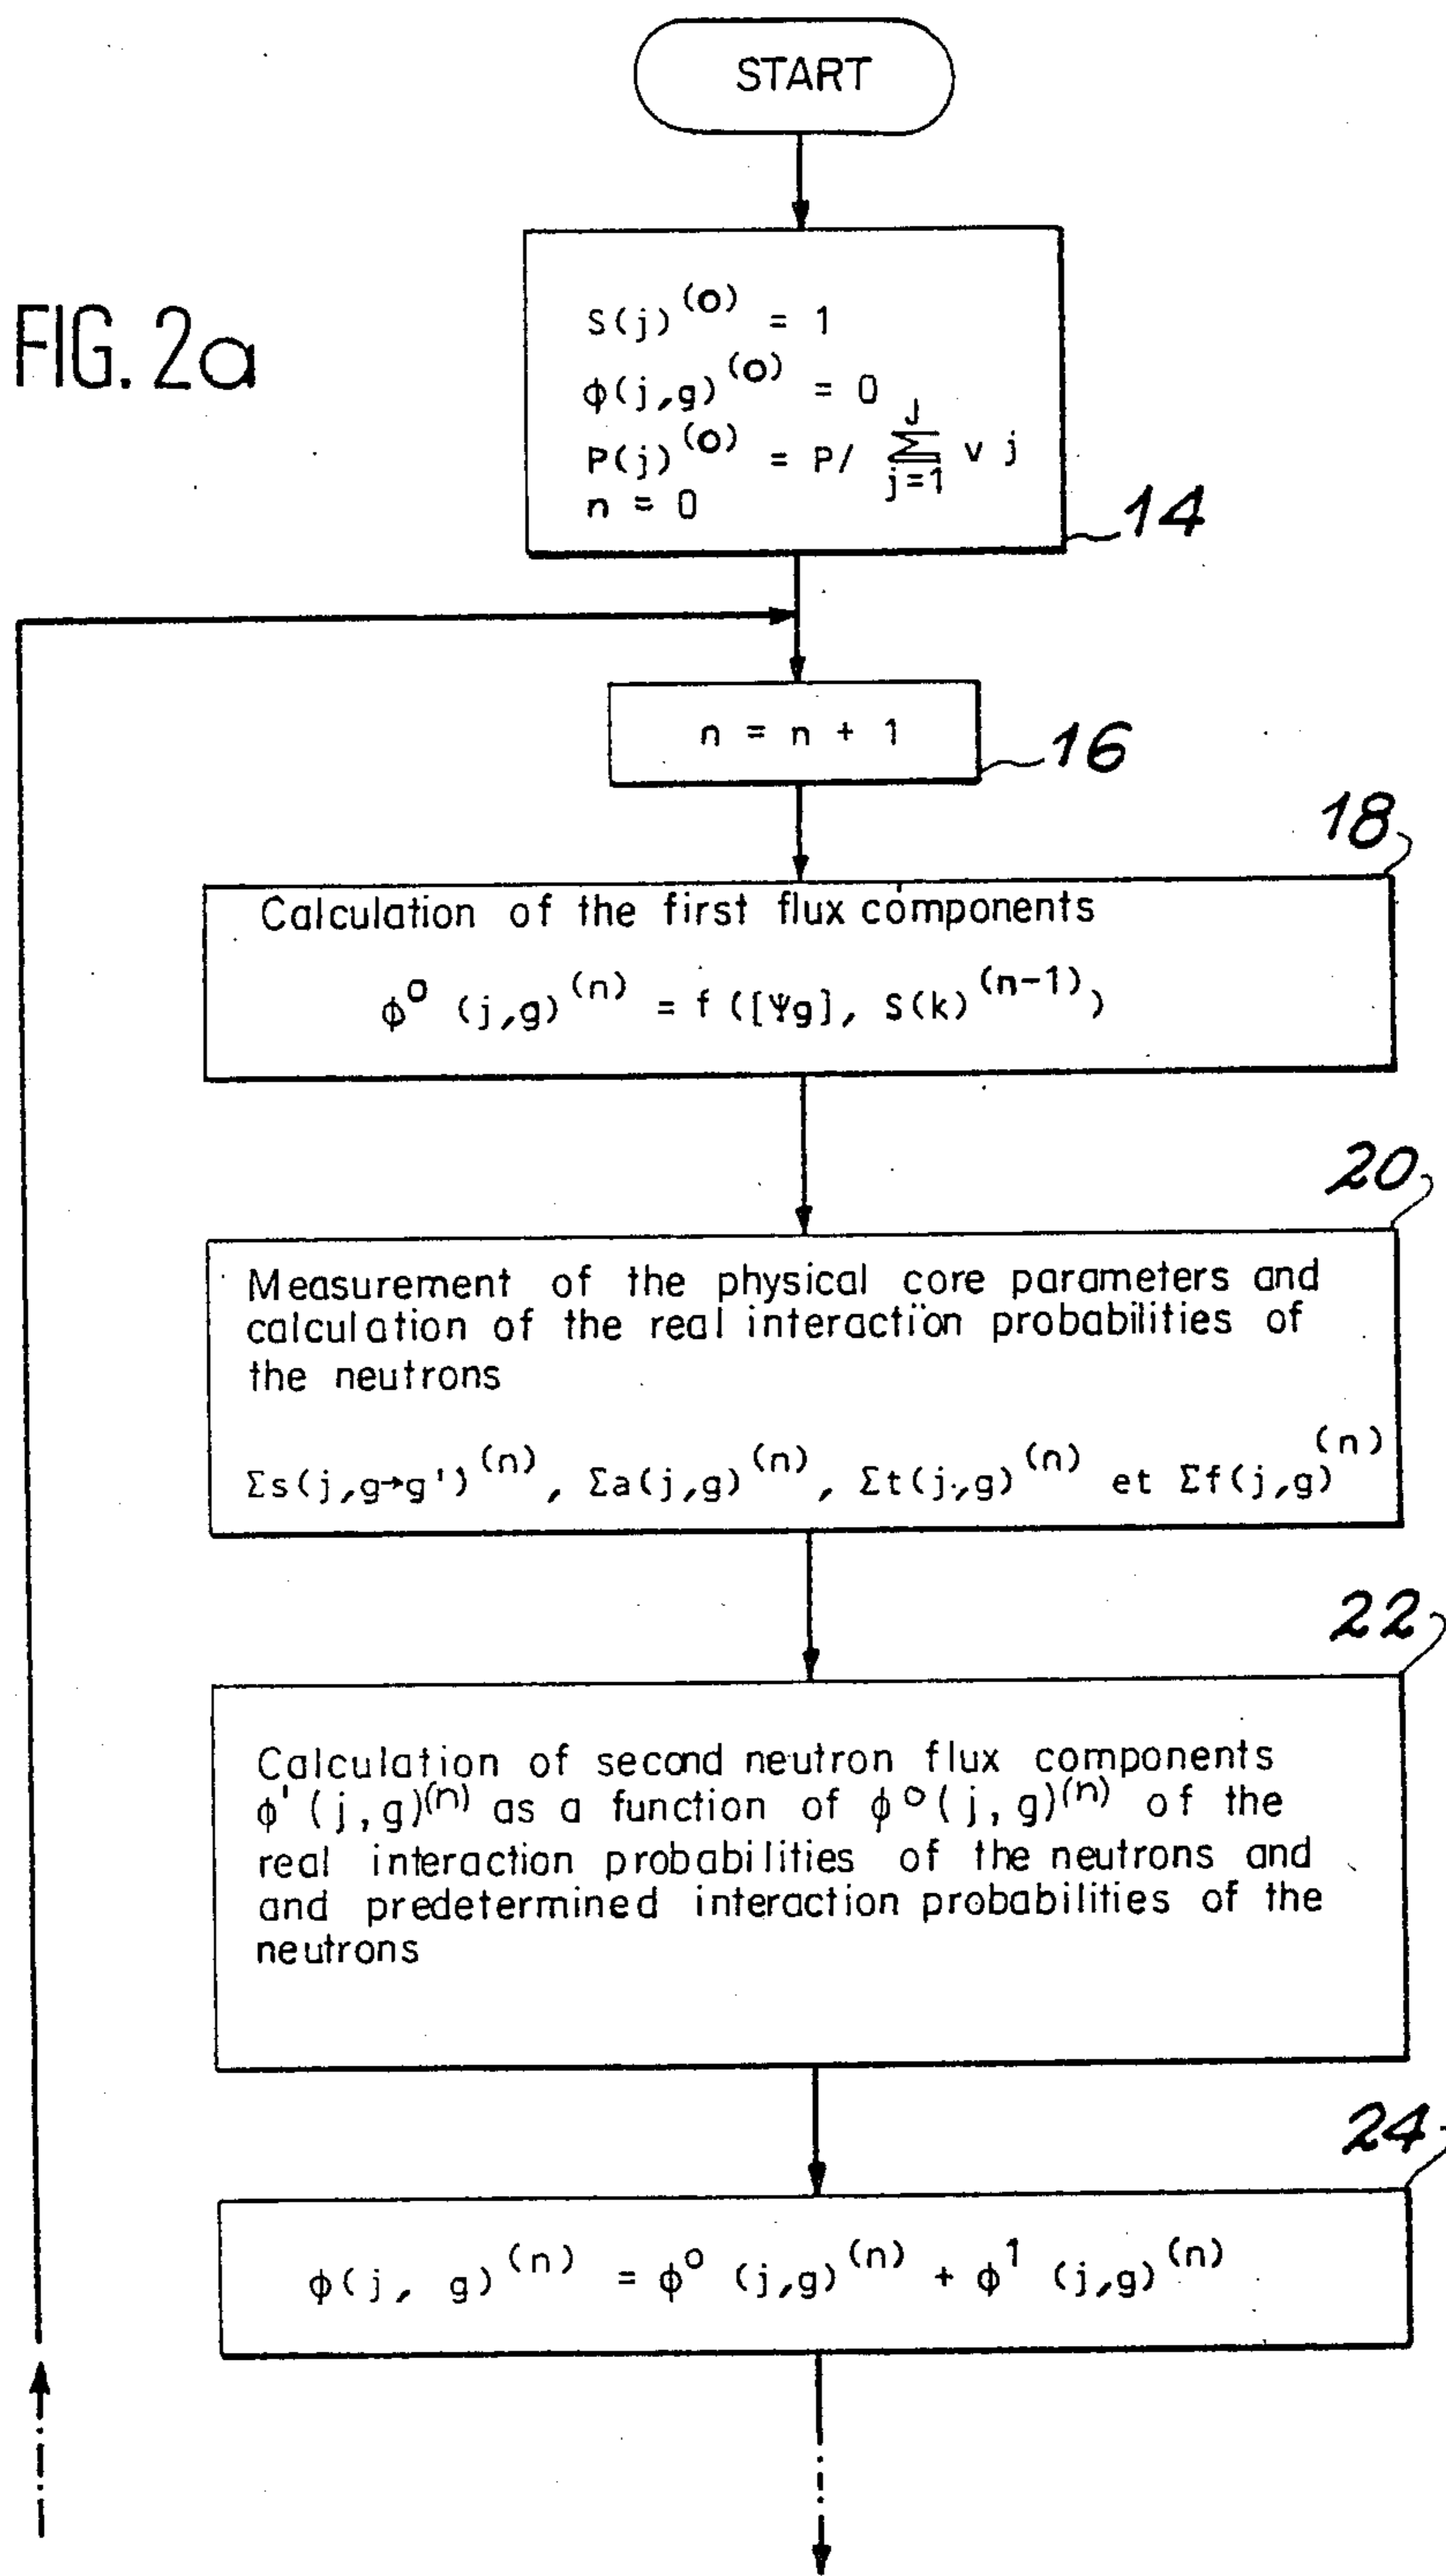 START
FIG. 2a
S(j)^(o) = 1
ϕ(j,g)^(o) = 0
P(j)^(o) = P/ J Σ j=1 v j
n = 0
14
n = n + 1
16
18
Calculation of the first flux components
ϕ^o (j,g)^(n) = f([Ψg], S(k)^(n-1))
20
Measurement of the physical core parameters and
calculation of the real interaction probabilities of
the neutrons
Σs(j,g→g')^(n), Σa(j,g)^(n), Σt(j,g)^(n) et Σf(j,g)^(n)
22
Calculation of second neutron flux components
ϕ'(j,g)^(n) as a function of ϕ^o(j,g)^(n) of the
real interaction probabilities of the neutrons and
and predetermined interaction probabilities of the
neutrons
24
ϕ(j, g)^(n) = ϕ^o (j,g)^(n) + ϕ^1 (j,g)^(n)